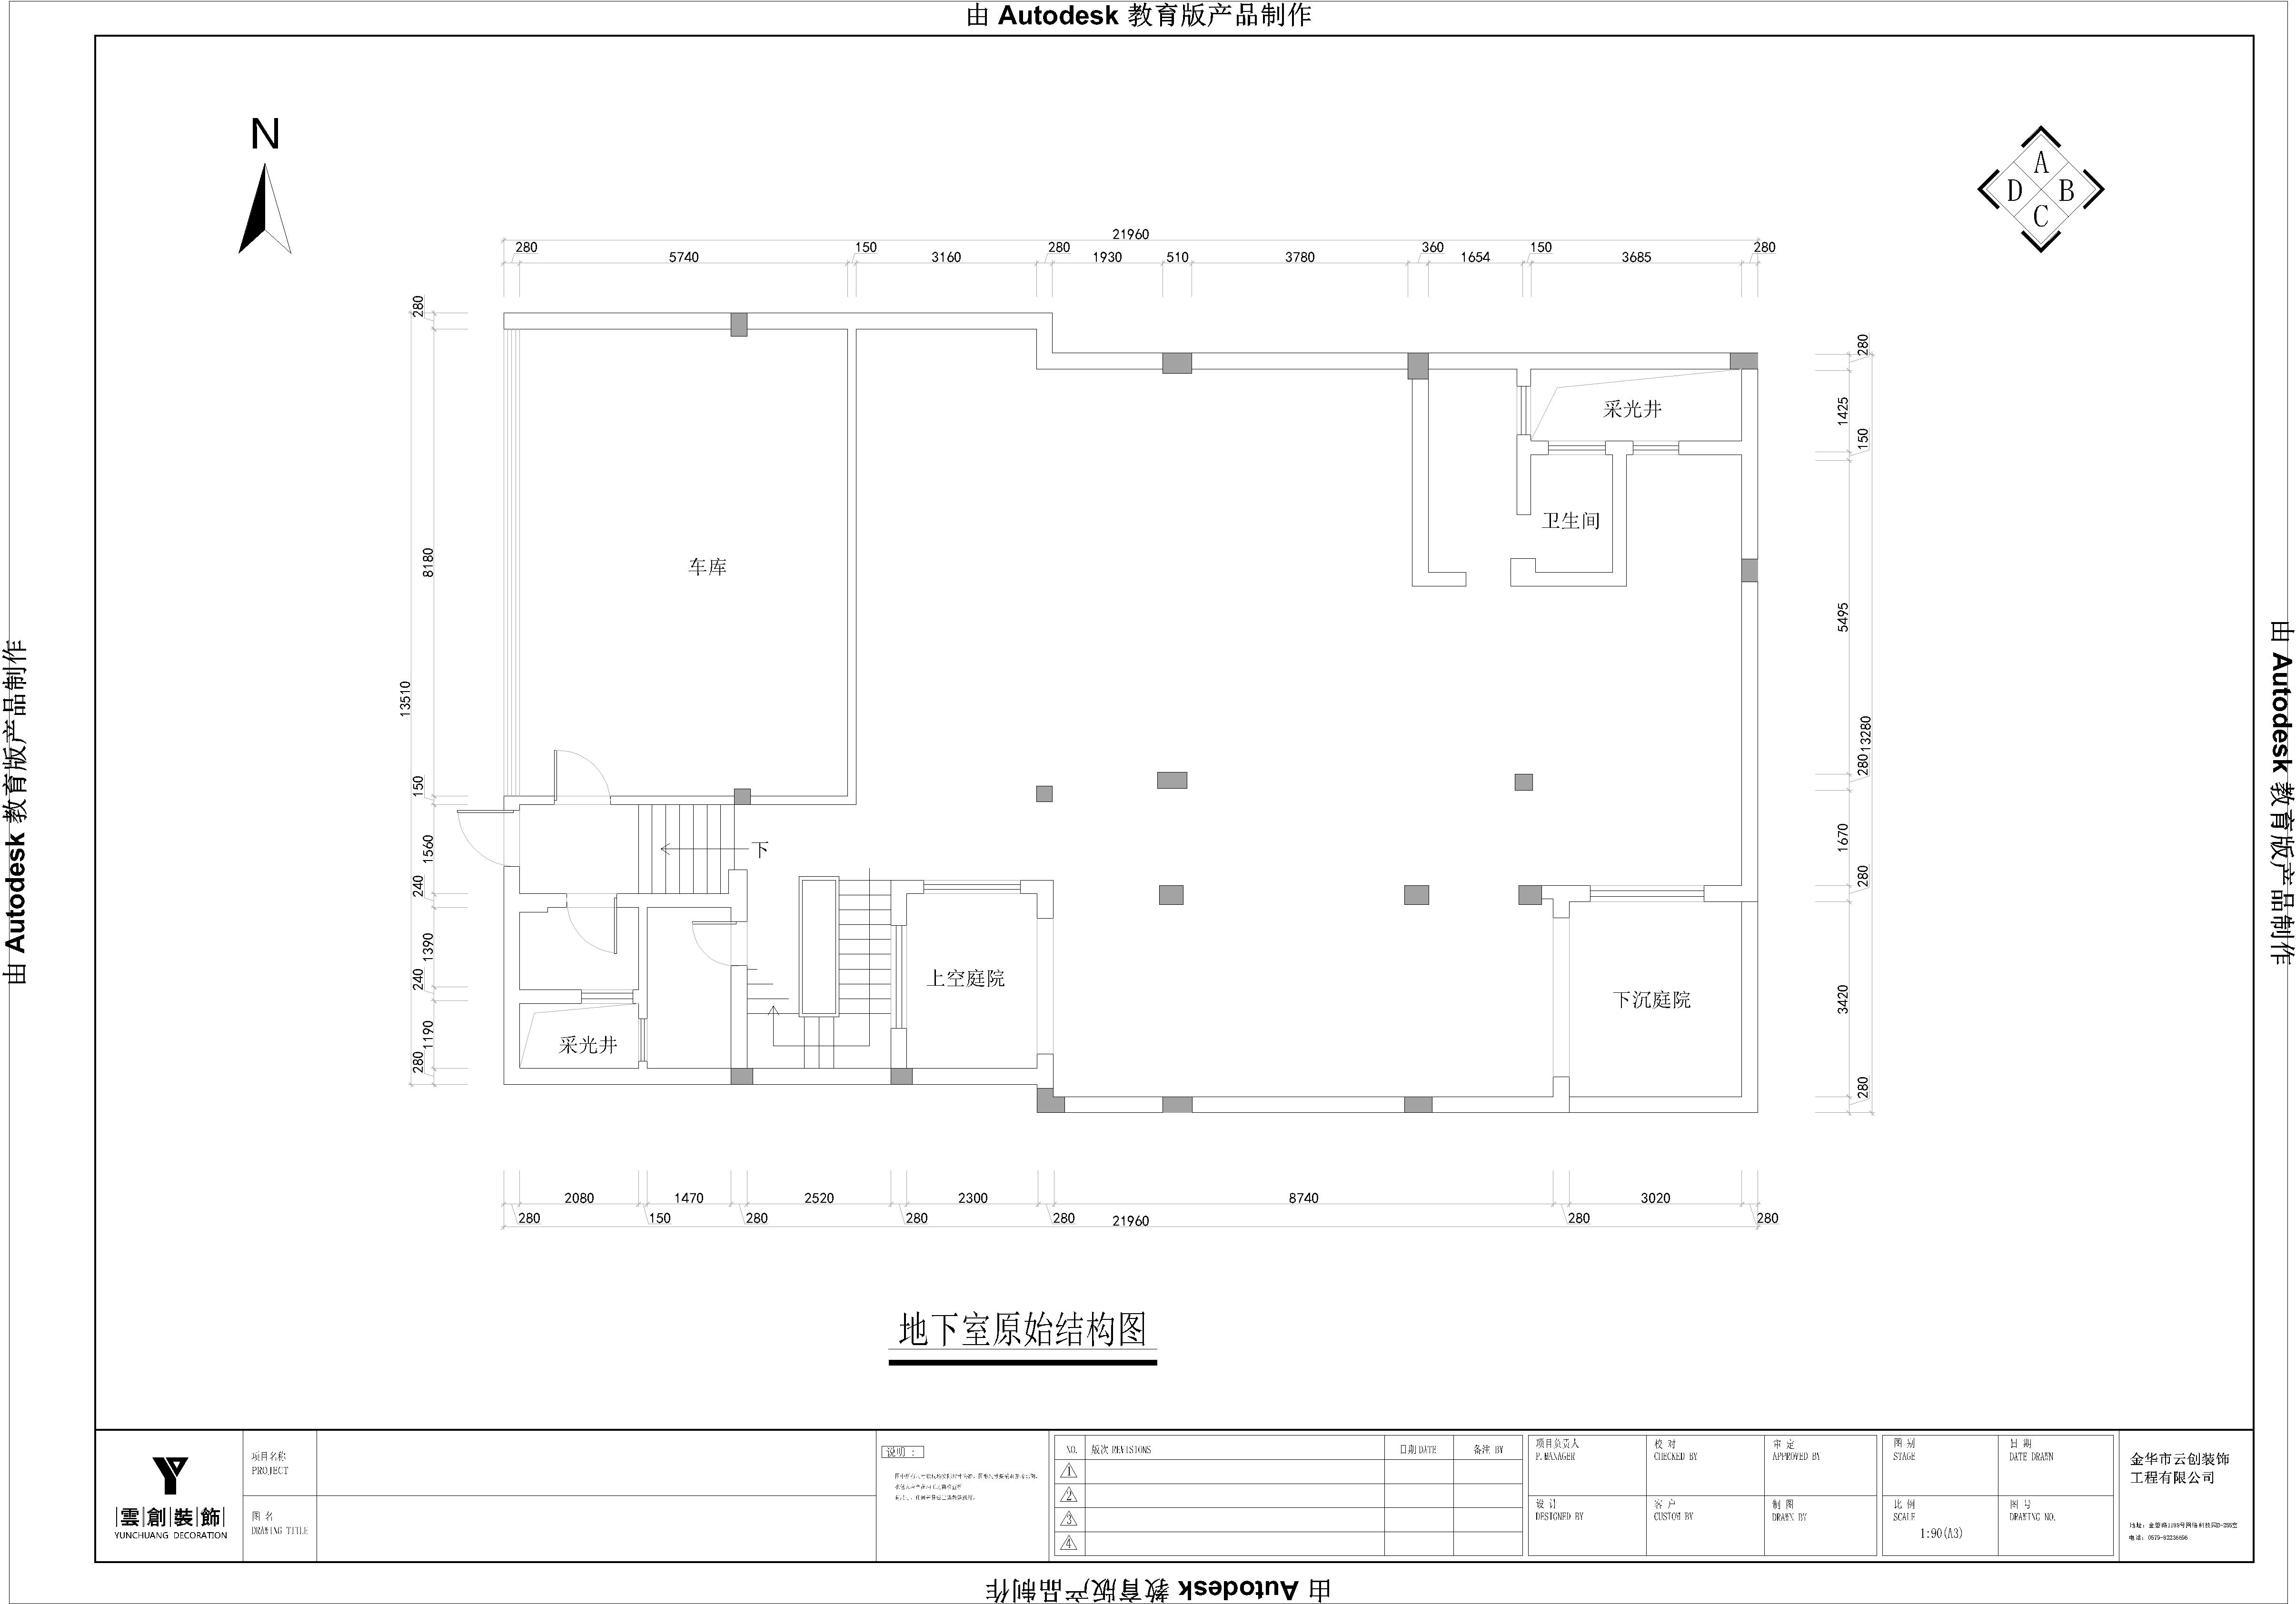 由 Autodesk 教育版产品制作
N
A
D B
C
21960
280 150 280 360 150 280
5740 3160 1930 510 3780 1654 3685
280
8180
13510
150
1560
240
1390
240
1190
280
280
1425
150
5495
13280
280
1670
280
3420
280
采光井
卫生间
车库
下
上空庭院
下沉庭院
采光井
2080 1470 2520 2300 8740 3020
280 150 280 280 280 280 280
21960
由 Autodesk 教育版产品制作
由 Autodesk 教育版产品制作
地下室原始结构图
雲創裝飾
YUNCHUANG DECORATION
项目名称
PROJECT
图 名
DRAWING TITLE
说明 :
NO. 版次 REVISIONS 日期 DATE 备注 BY
1
2
3
4
项目负责人
P.MANAGER
校 对
CHECKED BY
审 定
APPROVED BY
图 别
STAGE
日 期
DATE DRAWN
设 计
DESIGNED BY
客 户
CUSTOM BY
制 图
DRAWN BY
比 例
SCALE
1:90(A3)
图 号
DRAWING NO.
金华市云创装饰
工程有限公司
由 Autodesk 教育版产品制作